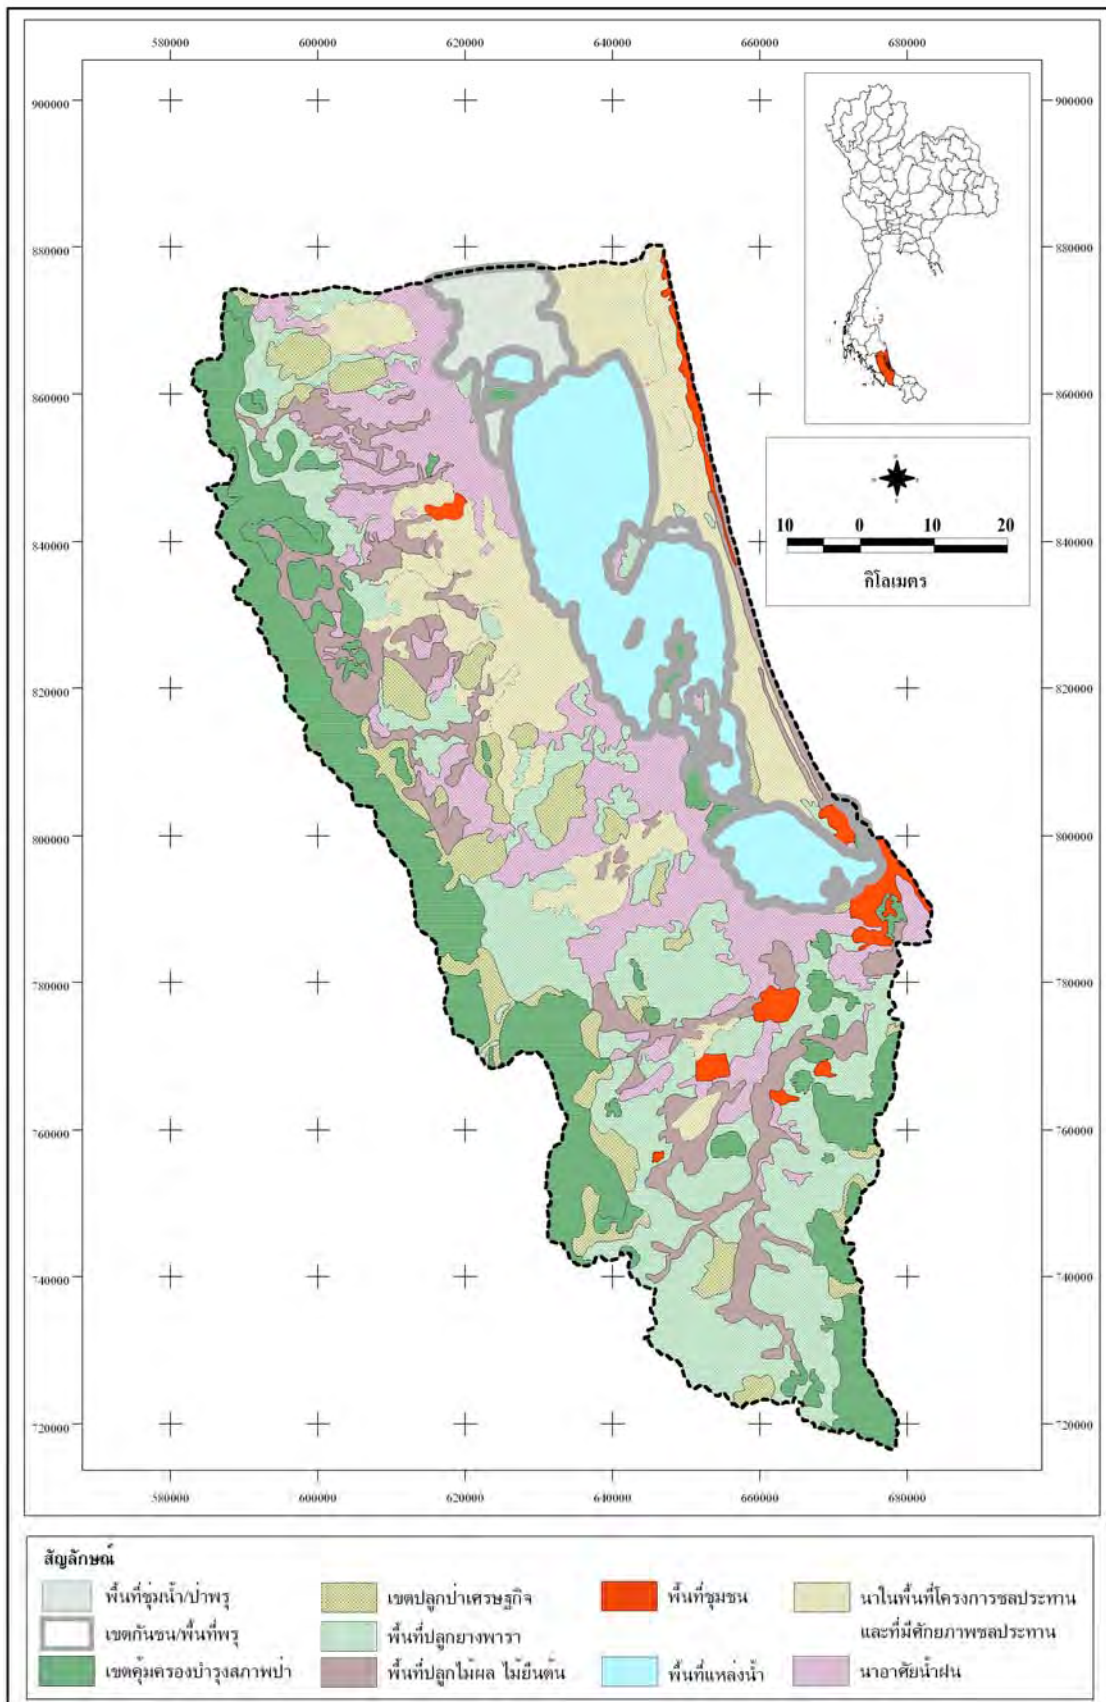 580000 600000 620000 640000 660000 680000
900000 900000
880000 880000
860000 860000
840000 840000
820000 820000
800000 800000
780000 780000
760000 760000
740000 740000
720000 720000
10 0 10 20
กิโลเมตร
580000 600000 620000 640000 660000 680000
สัญลักษณ์
พื้นที่ชุ่มน้ำ/ป่าพรุ
เขตกันชน/พื้นที่พรุ
เขตคุ้มครองบำรุงสภาพป่า
เขตปลูกป่าเศรษฐกิจ
พื้นที่ปลูกยางพารา
พื้นที่ปลูกไม้ผล ไม้ยืนต้น
พื้นที่ชุมชน
พื้นที่แหล่งน้ำ
นาในพื้นที่โครงการชลประทาน
และที่มีศักยภาพชลประทาน
นาอาศัยน้ำฝน